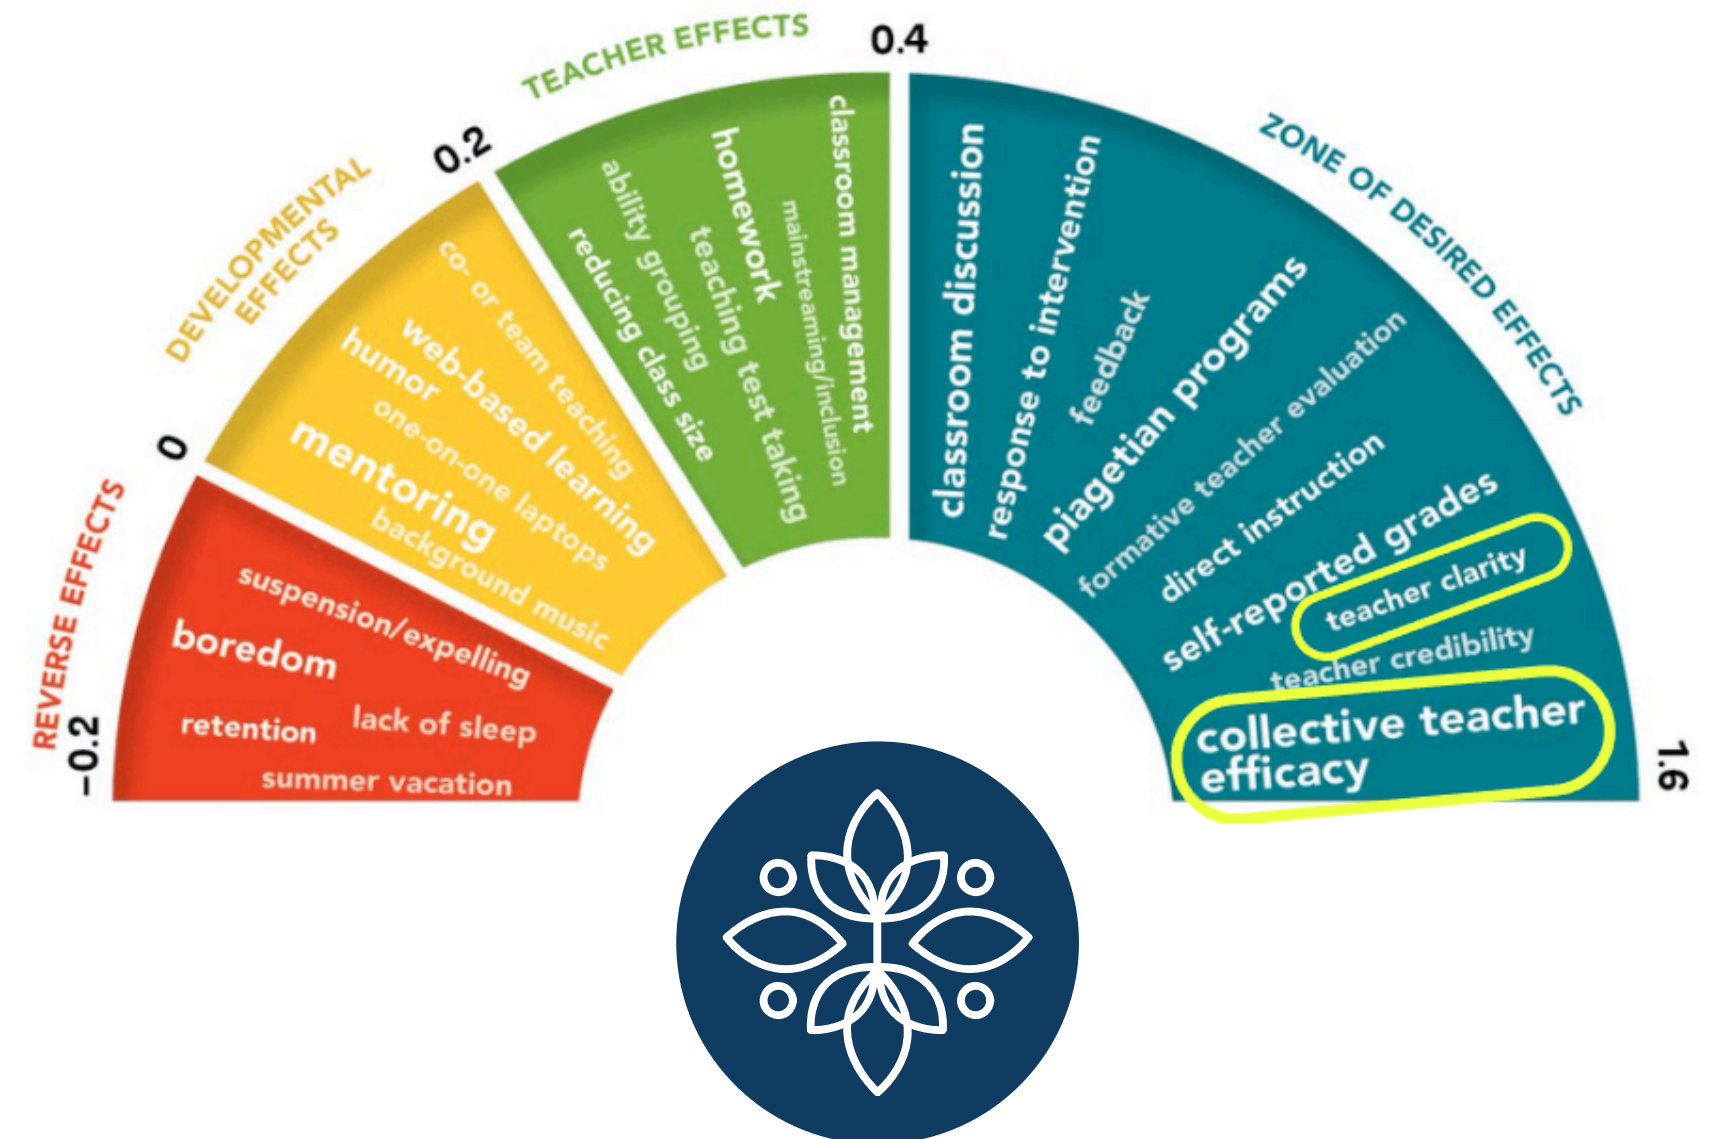 REVERSE EFFECTS
-0.2
suspension/expelling
boredom
retention
lack of sleep
summer vacation
0
DEVELOPMENTAL
EFFECTS
co- or team teaching
web-based learning
humor
one-on-one laptops
mentoring
background music
0.2
TEACHER EFFECTS
reducing class size
ability grouping
teaching test taking
homework
mainstreaming/inclusion
classroom management
0.4
ZONE OF DESIRED EFFECTS
classroom discussion
response to intervention
feedback
piagetian programs
formative teacher evaluation
direct instruction
self-reported grades
teacher clarity
teacher credibility
collective teacher
efficacy
1.6